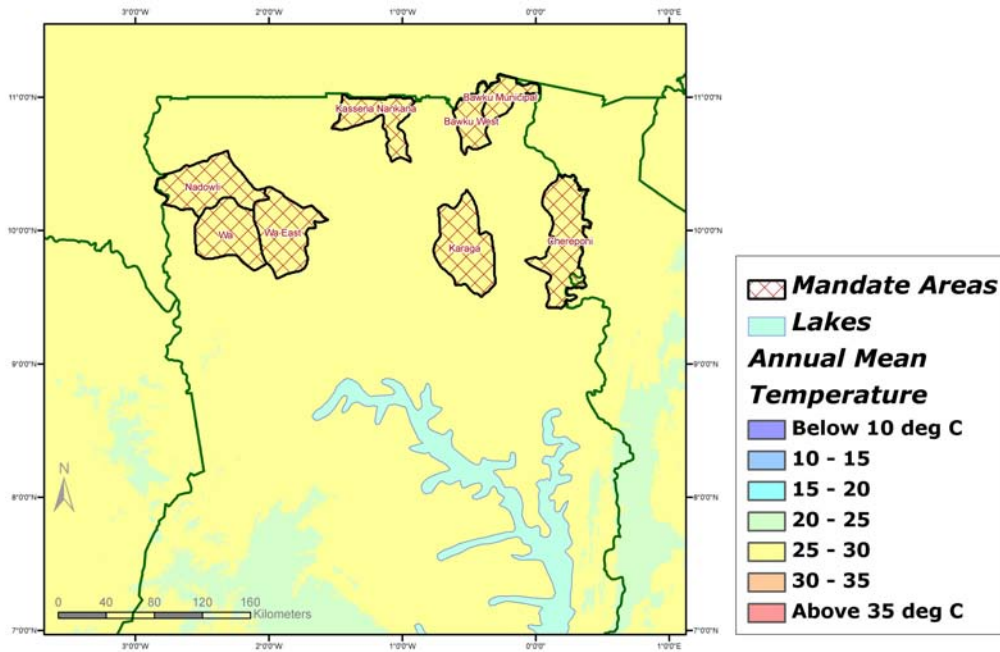 3°0'0"W 2°0'0"W 1°0'0"W 0°0'0" 1°0'0"E
11°0'0"N 11°0'0"N
Kassena Nankana
Bawku Municipal
Bawku West
Nadowli
10°0'0"N 10°0'0"N
Wa
Wa East
Karaga
Cherepohi
9°0'0"N 9°0'0"N
8°0'0"N 8°0'0"N
7°0'0"N 7°0'0"N
N
0 40 80 120 160
Kilometers
3°0'0"W 2°0'0"W 1°0'0"W 0°0'0" 1°0'0"E
Mandate Areas
Lakes
Annual Mean
Temperature
Below 10 deg C
10 - 15
15 - 20
20 - 25
25 - 30
30 - 35
Above 35 deg C